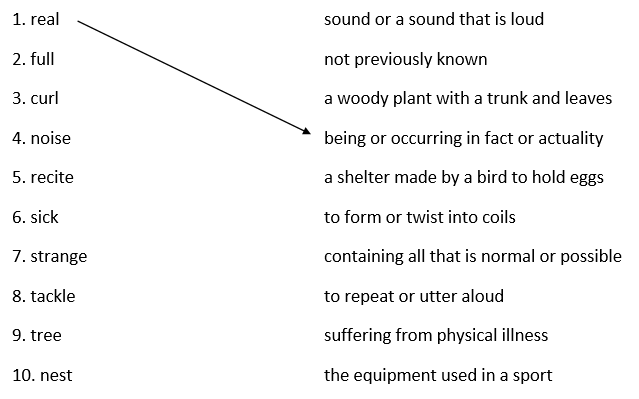 1. real sound or a sound that is loud
2. full not previously known
3. curl a woody plant with a trunk and leaves
4. noise being or occurring in fact or actuality
5. recite a shelter made by a bird to hold eggs
6. sick to form or twist into coils
7. strange containing all that is normal or possible
8. tackle to repeat or utter aloud
9. tree suffering from physical illness
10. nest the equipment used in a sport